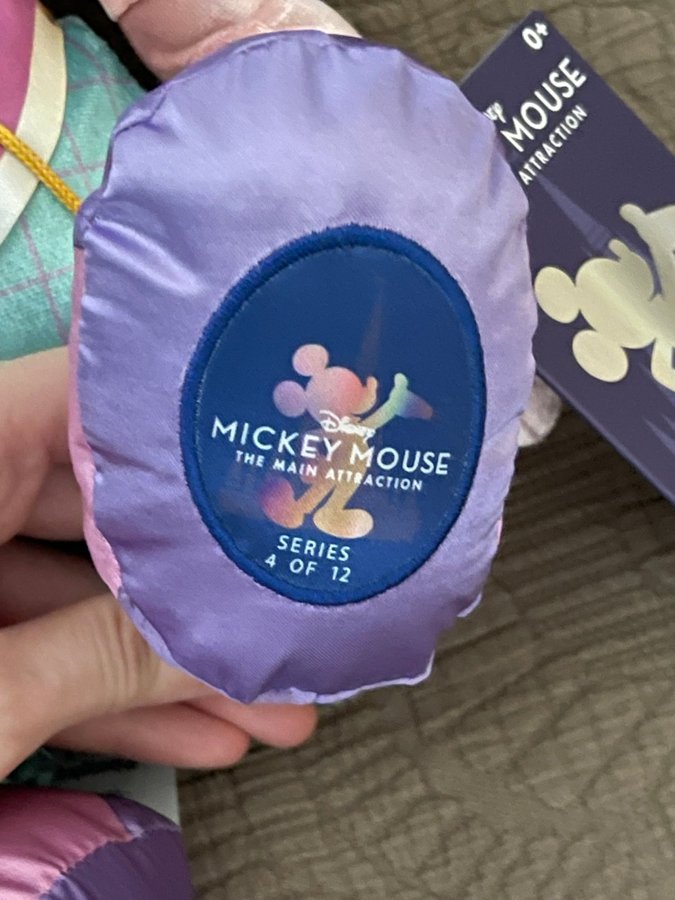 Disney
MICKEY MOUSE
THE MAIN ATTRACTION
SERIES
4 OF 12
0+
MOUSE
ATTRACTION